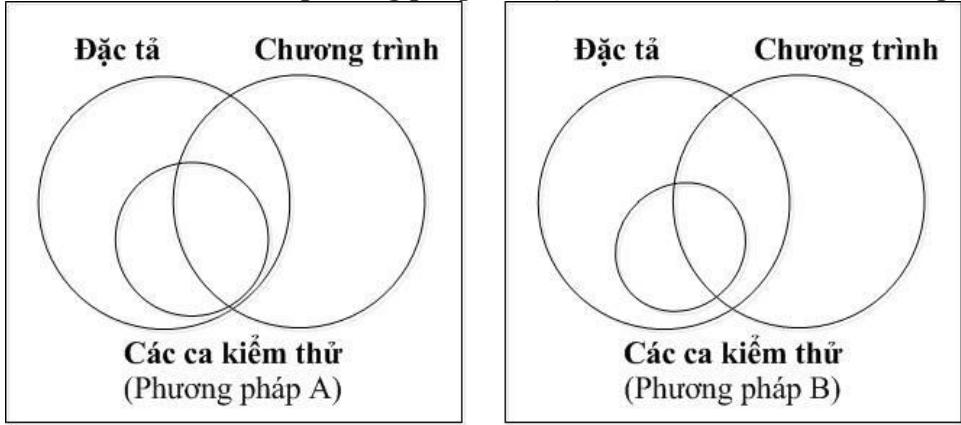 Đặc tả
Chương trình
Các ca kiểm thử
(Phương pháp A)
Đặc tả
Chương trình
Các ca kiểm thử
(Phương pháp B)